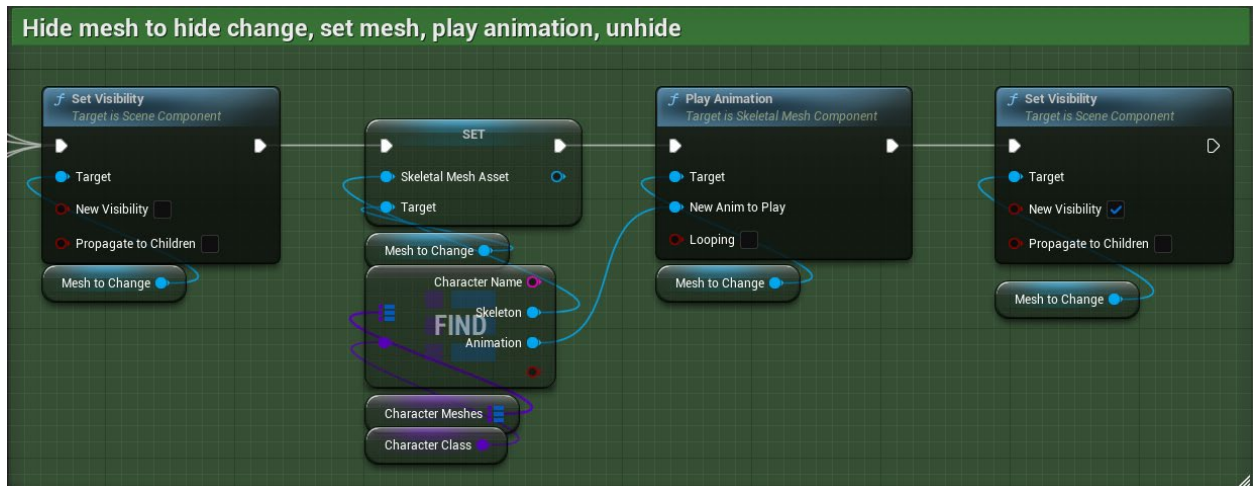 Hide mesh to hide change, set mesh, play animation, unhide
f Set Visibility
Target is Scene Component
Target
New Visibility
Propagate to Children
Mesh to Change
SET
Skeletal Mesh Asset
Target
Mesh to Change
Character Name
Skeleton
FIND
Animation
Character Meshes
Character Class
f Play Animation
Target is Skeletal Mesh Component
Target
New Anim to Play
Looping
Mesh to Change
f Set Visibility
Target is Scene Component
Target
New Visibility
Propagate to Children
Mesh to Change